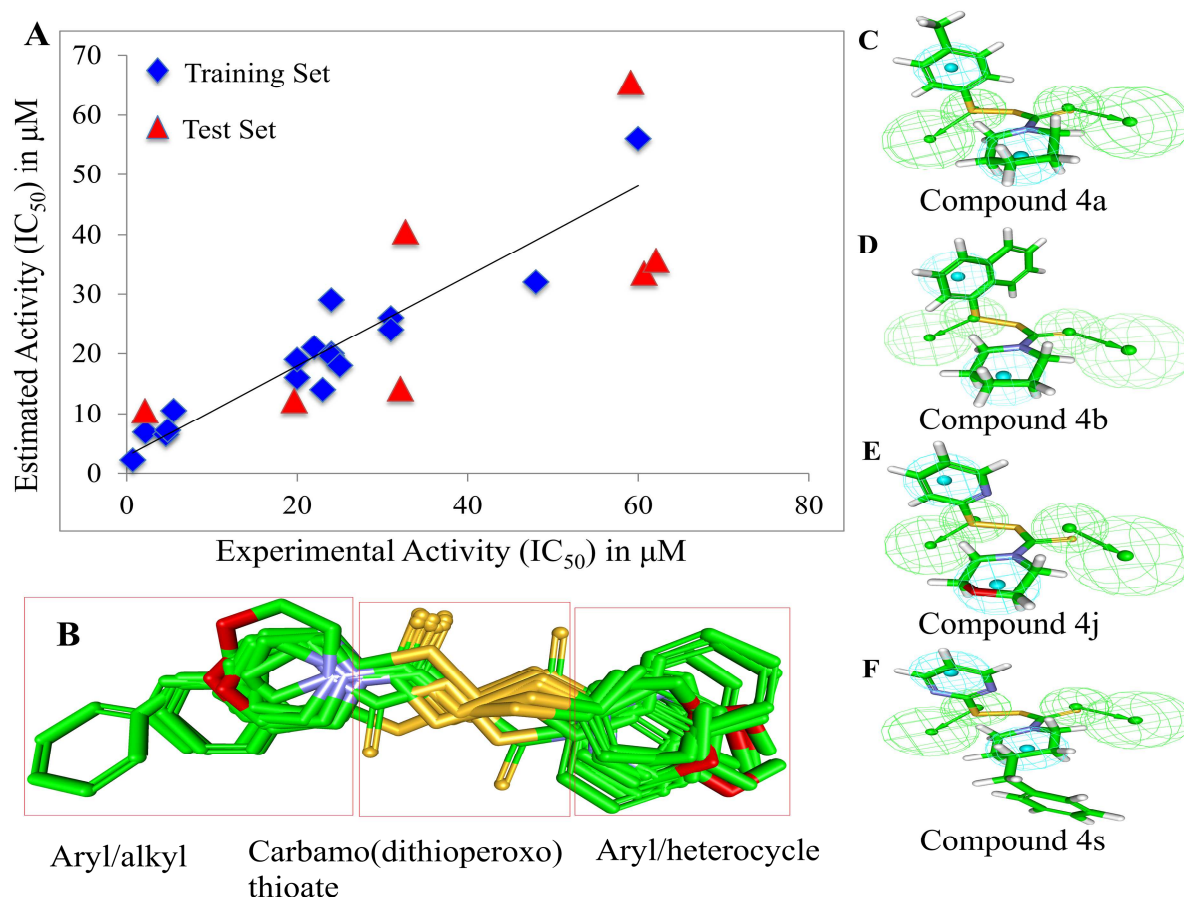 A
Estimated Activity (IC50) in μM
70
60
50
40
30
20
10
0
Training Set
Test Set
0 20 40 60 80
Experimental Activity (IC50) in μM
B
Aryl/alkyl
Carbamo(dithioperoxo)
thioate
Aryl/heterocycle
C
Compound 4a
D
Compound 4b
E
Compound 4j
F
Compound 4s